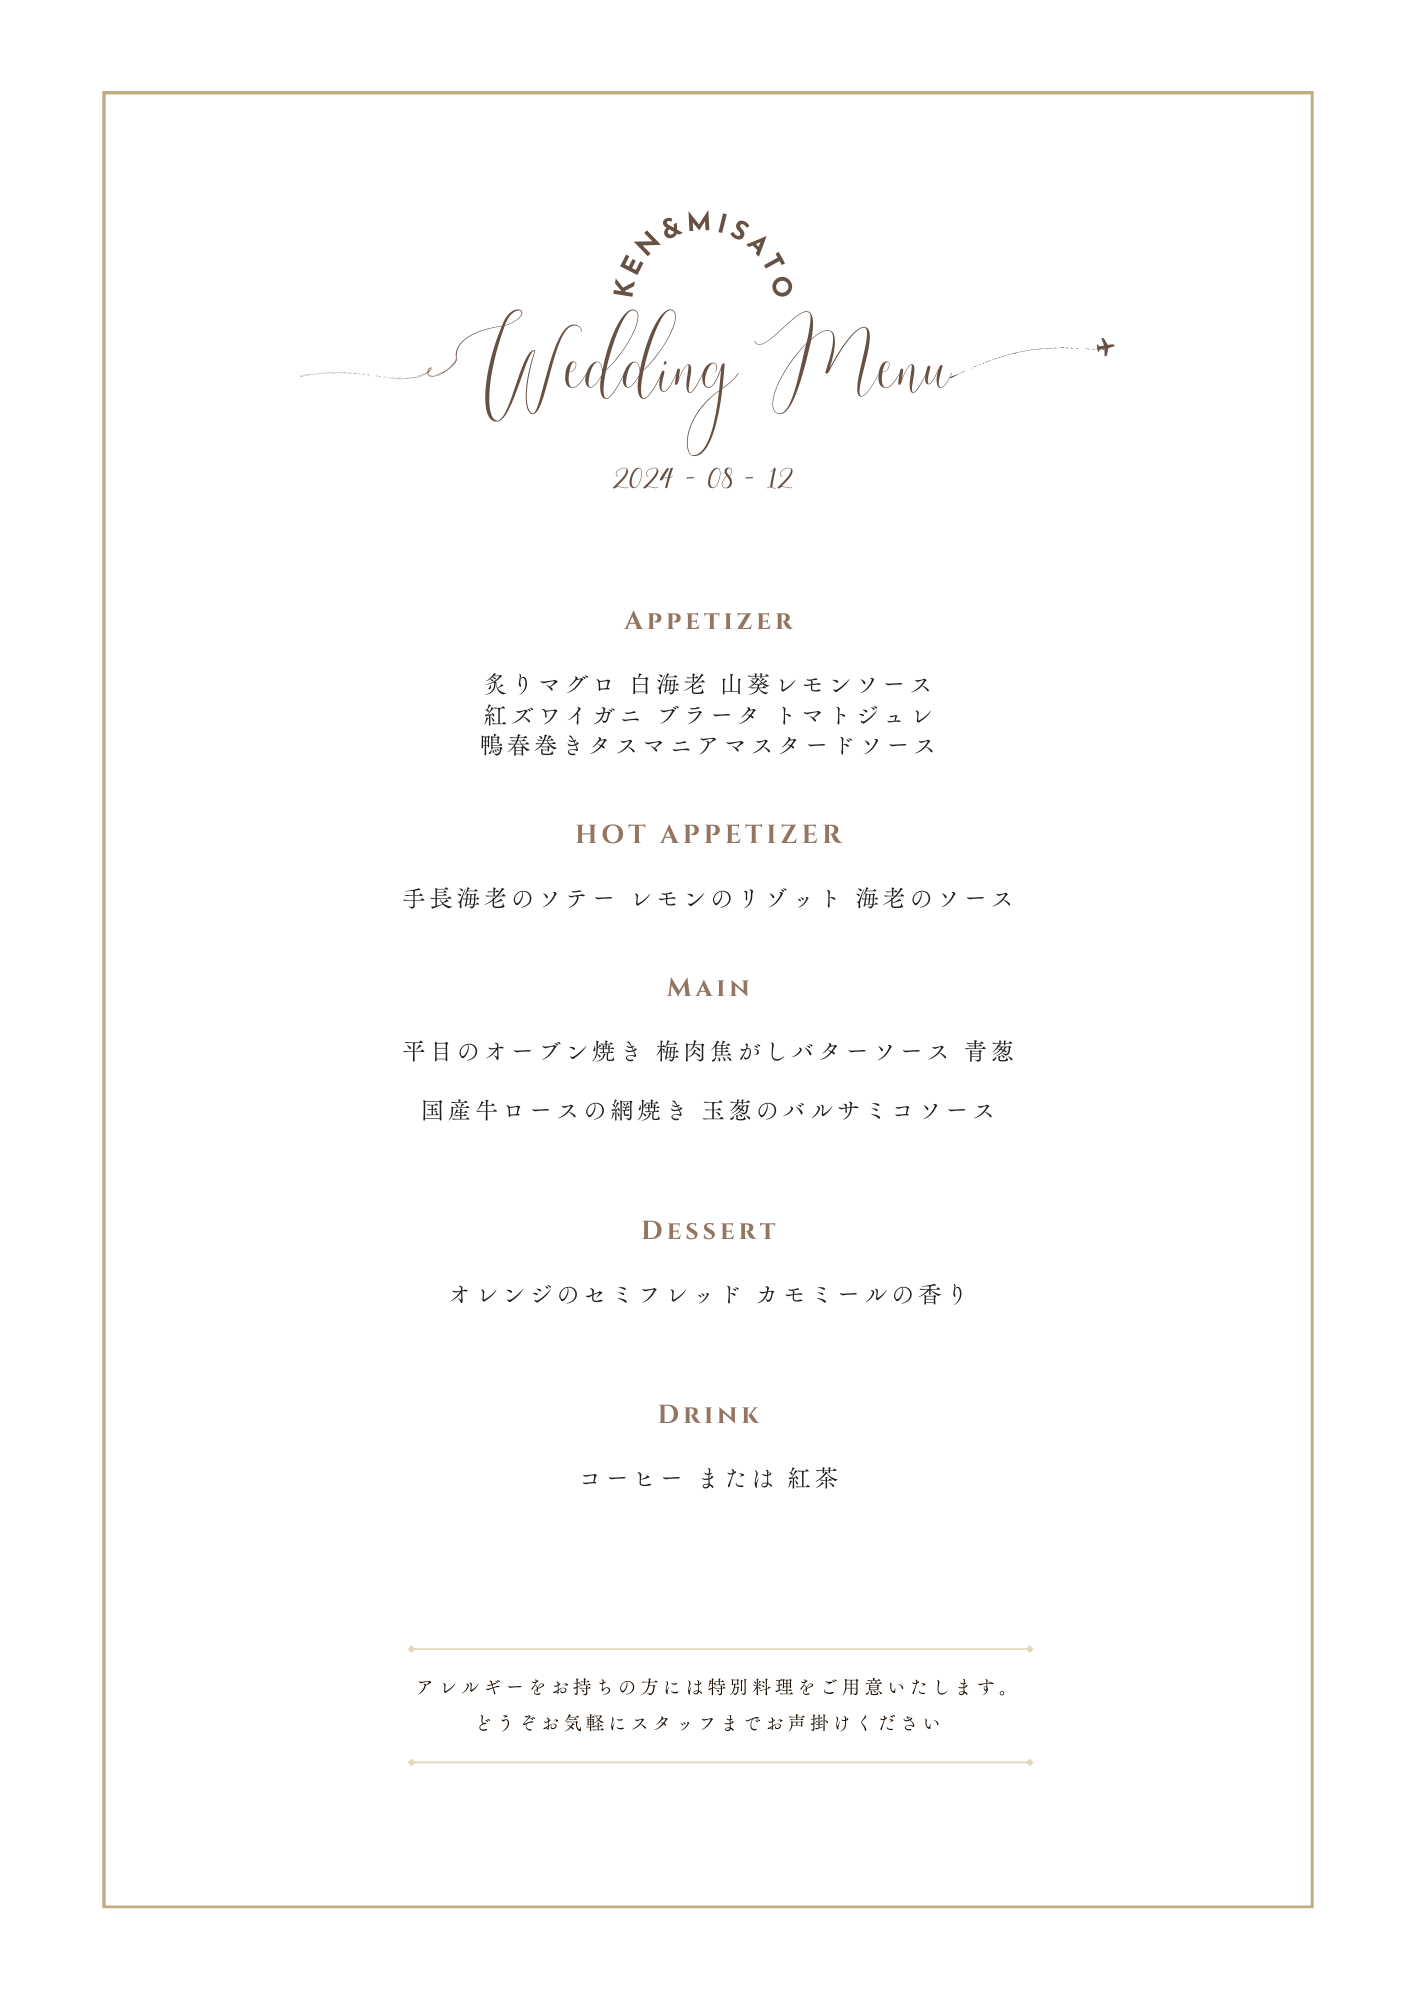 KEN&MISATO
Wedding Menu
2024 - 08 - 12
APPETIZER
炙りマグロ 白海老 山葵レモンソース
紅ズワイガニ ブラータ トマトジュレ
鴨春巻きタスマニアマスタードソース
HOT APPETIZER
手長海老のソテー レモンのリゾット 海老のソース
MAIN
平目のオーブン焼き 梅肉焦がしバターソース 青葱
国産牛ロースの網焼き 玉葱のバルサミコソース
DESSERT
オレンジのセミフレッド カモミールの香り
DRINK
コーヒー または 紅茶
アレルギーをお持ちの方には特別料理をご用意いたします。
どうぞお気軽にスタッフまでお声掛けください